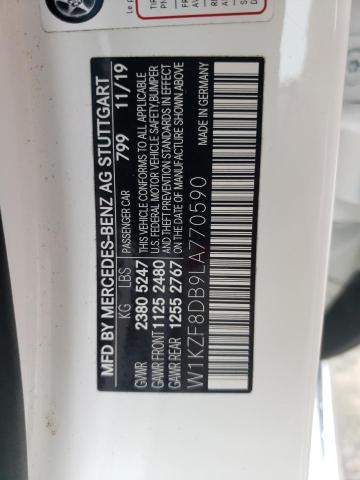 MFD BY MERCEDES-BENZ AG STUTTGART
KG LBS PASSENGER CAR 799 11/19
GVWR 2380 5247 THIS VEHICLE CONFORMS TO ALL APPLICABLE
GAWR FRONT 1125 2480 U.S. FEDERAL MOTOR VEHICLE SAFETY, BUMPER
GAWR REAR 1255 2767 AND THEFT PREVENTION STANDARDS IN EFFECT ON THE DATE OF MANUFACTURE SHOWN ABOVE
W1KZF8DB9LA770590 MADE IN GERMANY